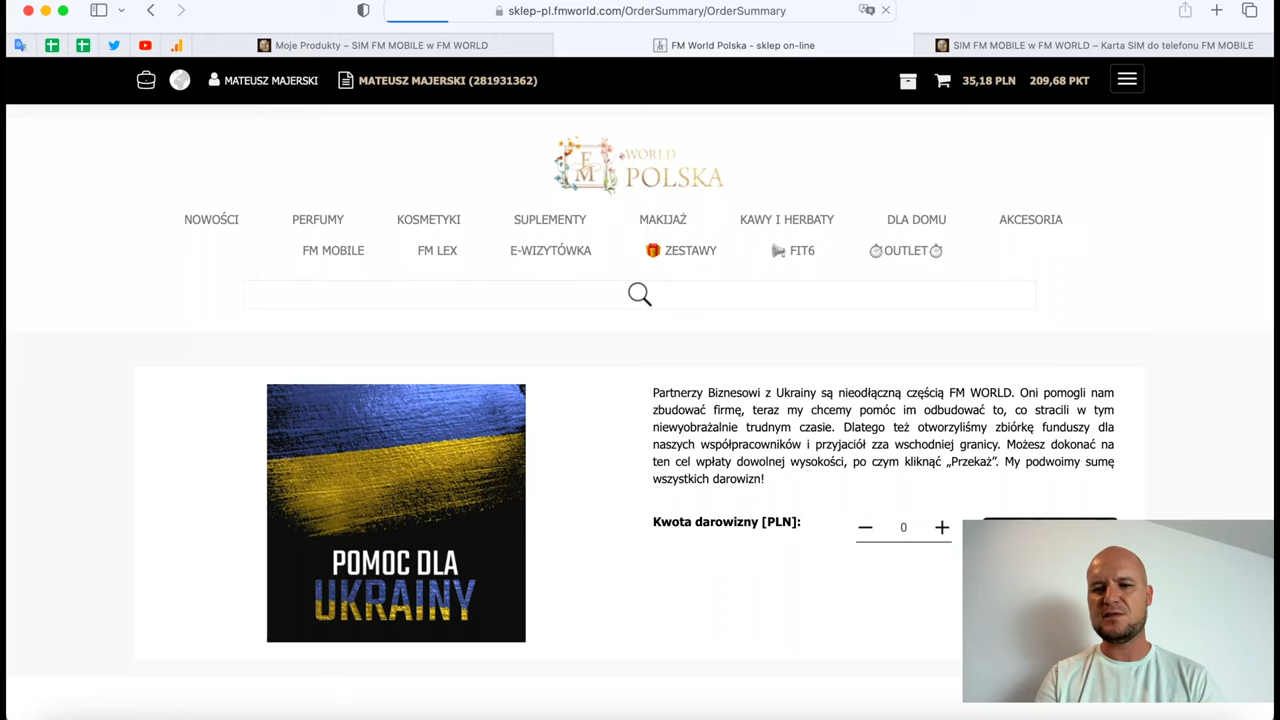 sklep-pl.fmworld.com/OrderSummary/OrderSummary
Moje Produkty – SIM FM MOBILE w FM WORLD
FM World Polska - sklep on-line
SIM FM MOBILE w FM WORLD – Karta SIM do telefonu FM MOBILE
MATEUSZ MAJERSKI
MATEUSZ MAJERSKI (281931362)
35,18 PLN
209,68 PKT
FM
WORLD
POLSKA
NOWOŚCI
PERFUMY
KOSMETYKI
SUPLEMENTY
MAKIJAŻ
KAWY I HERBATY
DLA DOMU
AKCESORIA
FM MOBILE
FM LEX
E-WIZYTÓWKA
ZESTAWY
FIT6
OUTLET
POMOC DLA
UKRAINY
Partnerzy Biznesowi z Ukrainy są nieodłączną częścią FM WORLD. Oni pomogli nam
zbudować firmę, teraz my chcemy pomóc im odbudować to, co stracili w tym
niewyobrażalnie trudnym czasie. Dlatego też otworzyliśmy zbiórkę funduszy dla
naszych współpracowników i przyjaciół zza wschodniej granicy. Możesz dokonać na
ten cel wpłaty dowolnej wysokości, po czym kliknąć „Przekaż”. My podwoimy sumę
wszystkich darowizn!
Kwota darowizny [PLN]:
0